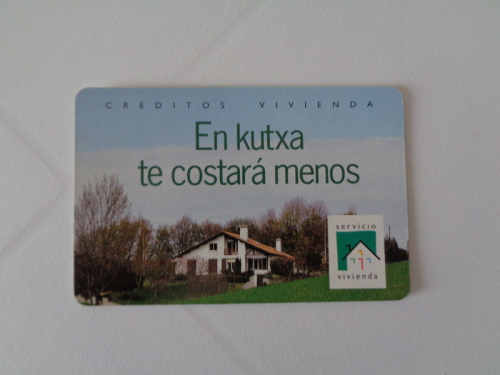 CREDITOS VIVIENDA
En kutxa
te costará menos
servicio
vivienda